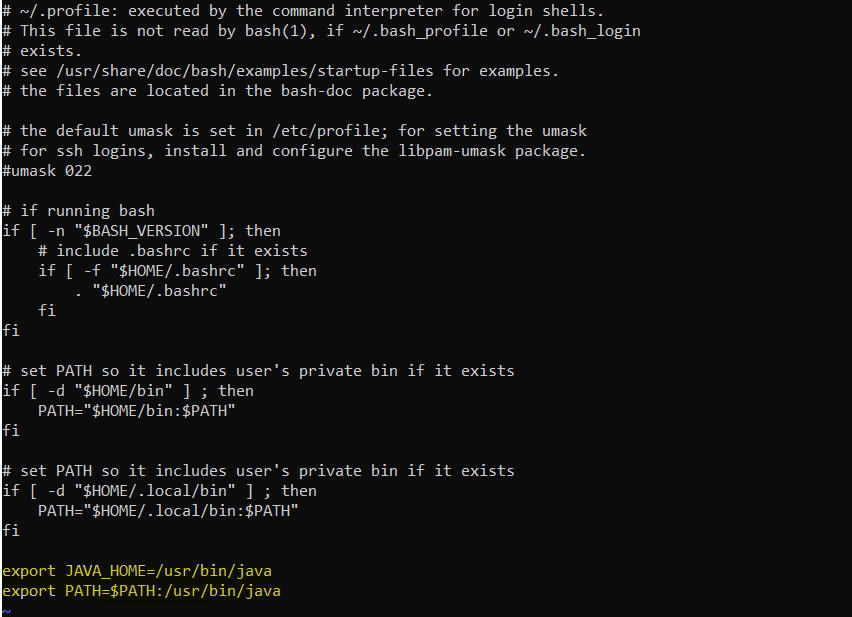 # ~/.profile: executed by the command interpreter for login shells.
# This file is not read by bash(1), if ~/.bash_profile or ~/.bash_login
# exists.
# see /usr/share/doc/bash/examples/startup-files for examples.
# the files are located in the bash-doc package.

# the default umask is set in /etc/profile; for setting the umask
# for ssh logins, install and configure the libpam-umask package.
#umask 022

# if running bash
if [ -n "$BASH_VERSION" ]; then
    # include .bashrc if it exists
    if [ -f "$HOME/.bashrc" ]; then
        . "$HOME/.bashrc"
    fi
fi

# set PATH so it includes user's private bin if it exists
if [ -d "$HOME/bin" ] ; then
    PATH="$HOME/bin:$PATH"
fi

# set PATH so it includes user's private bin if it exists
if [ -d "$HOME/.local/bin" ] ; then
    PATH="$HOME/.local/bin:$PATH"
fi

export JAVA_HOME=/usr/bin/java
export PATH=$PATH:/usr/bin/java
~